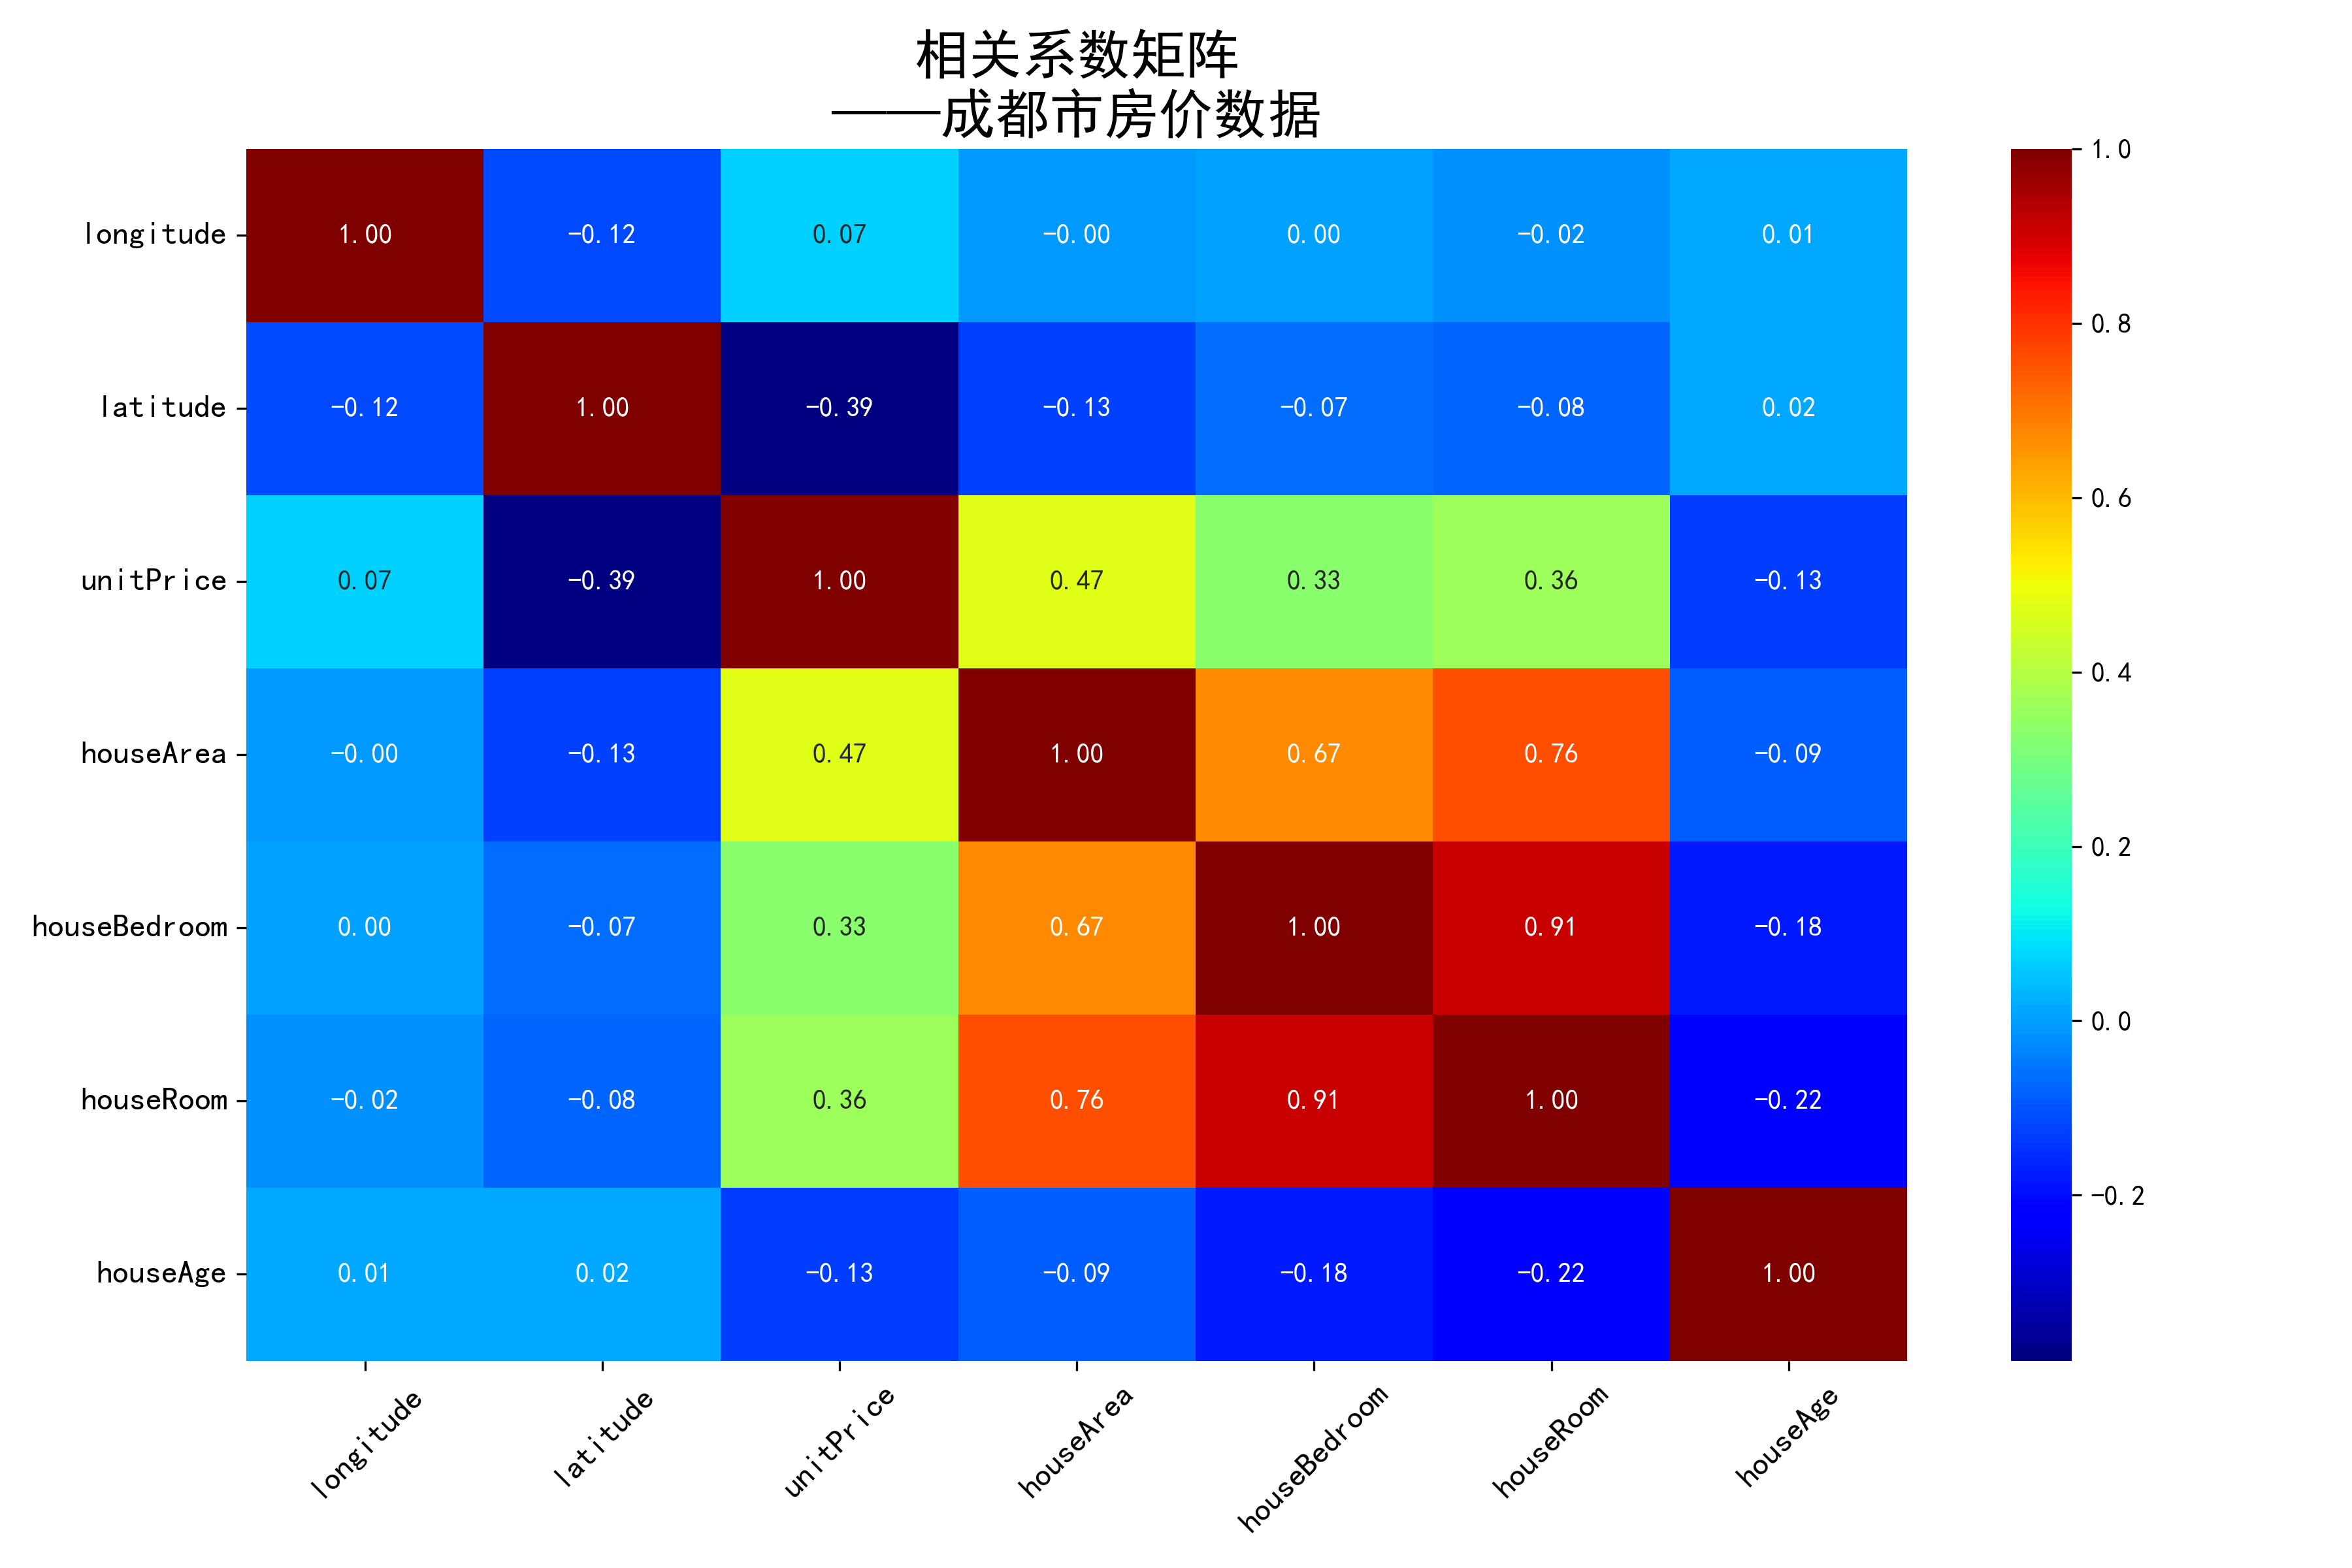 相关系数矩阵
——成都市房价数据
longitude 1.00 -0.12 0.07 -0.00 0.00 -0.02 0.01
latitude -0.12 1.00 -0.39 -0.13 -0.07 -0.08 0.02
unitPrice 0.07 -0.39 1.00 0.47 0.33 0.36 -0.13
houseArea -0.00 -0.13 0.47 1.00 0.67 0.76 -0.09
houseBedroom 0.00 -0.07 0.33 0.67 1.00 0.91 -0.18
houseRoom -0.02 -0.08 0.36 0.76 0.91 1.00 -0.22
houseAge 0.01 0.02 -0.13 -0.09 -0.18 -0.22 1.00
longitude latitude unitPrice houseArea houseBedroom houseRoom houseAge
1.0
0.8
0.6
0.4
0.2
0.0
-0.2